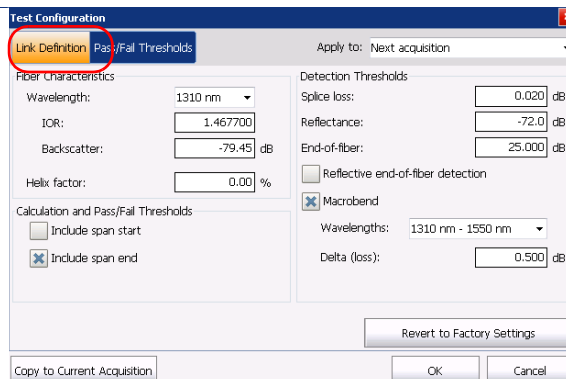 Test Configuration
Link Definition Pass/Fail Thresholds Apply to: Next acquisition
Fiber Characteristics
Wavelength: 1310 nm
IOR: 1.467700
Backscatter: -79.45 dB
Helix factor: 0.00 %
Calculation and Pass/Fail Thresholds
Include span start
Include span end
Detection Thresholds
Splice loss: 0.020 dB
Reflectance: -72.0 dB
End-of-fiber: 25.000 dB
Reflective end-of-fiber detection
Macrobend
Wavelengths: 1310 nm - 1550 nm
Delta (loss): 0.500 dB
Revert to Factory Settings
Copy to Current Acquisition OK Cancel